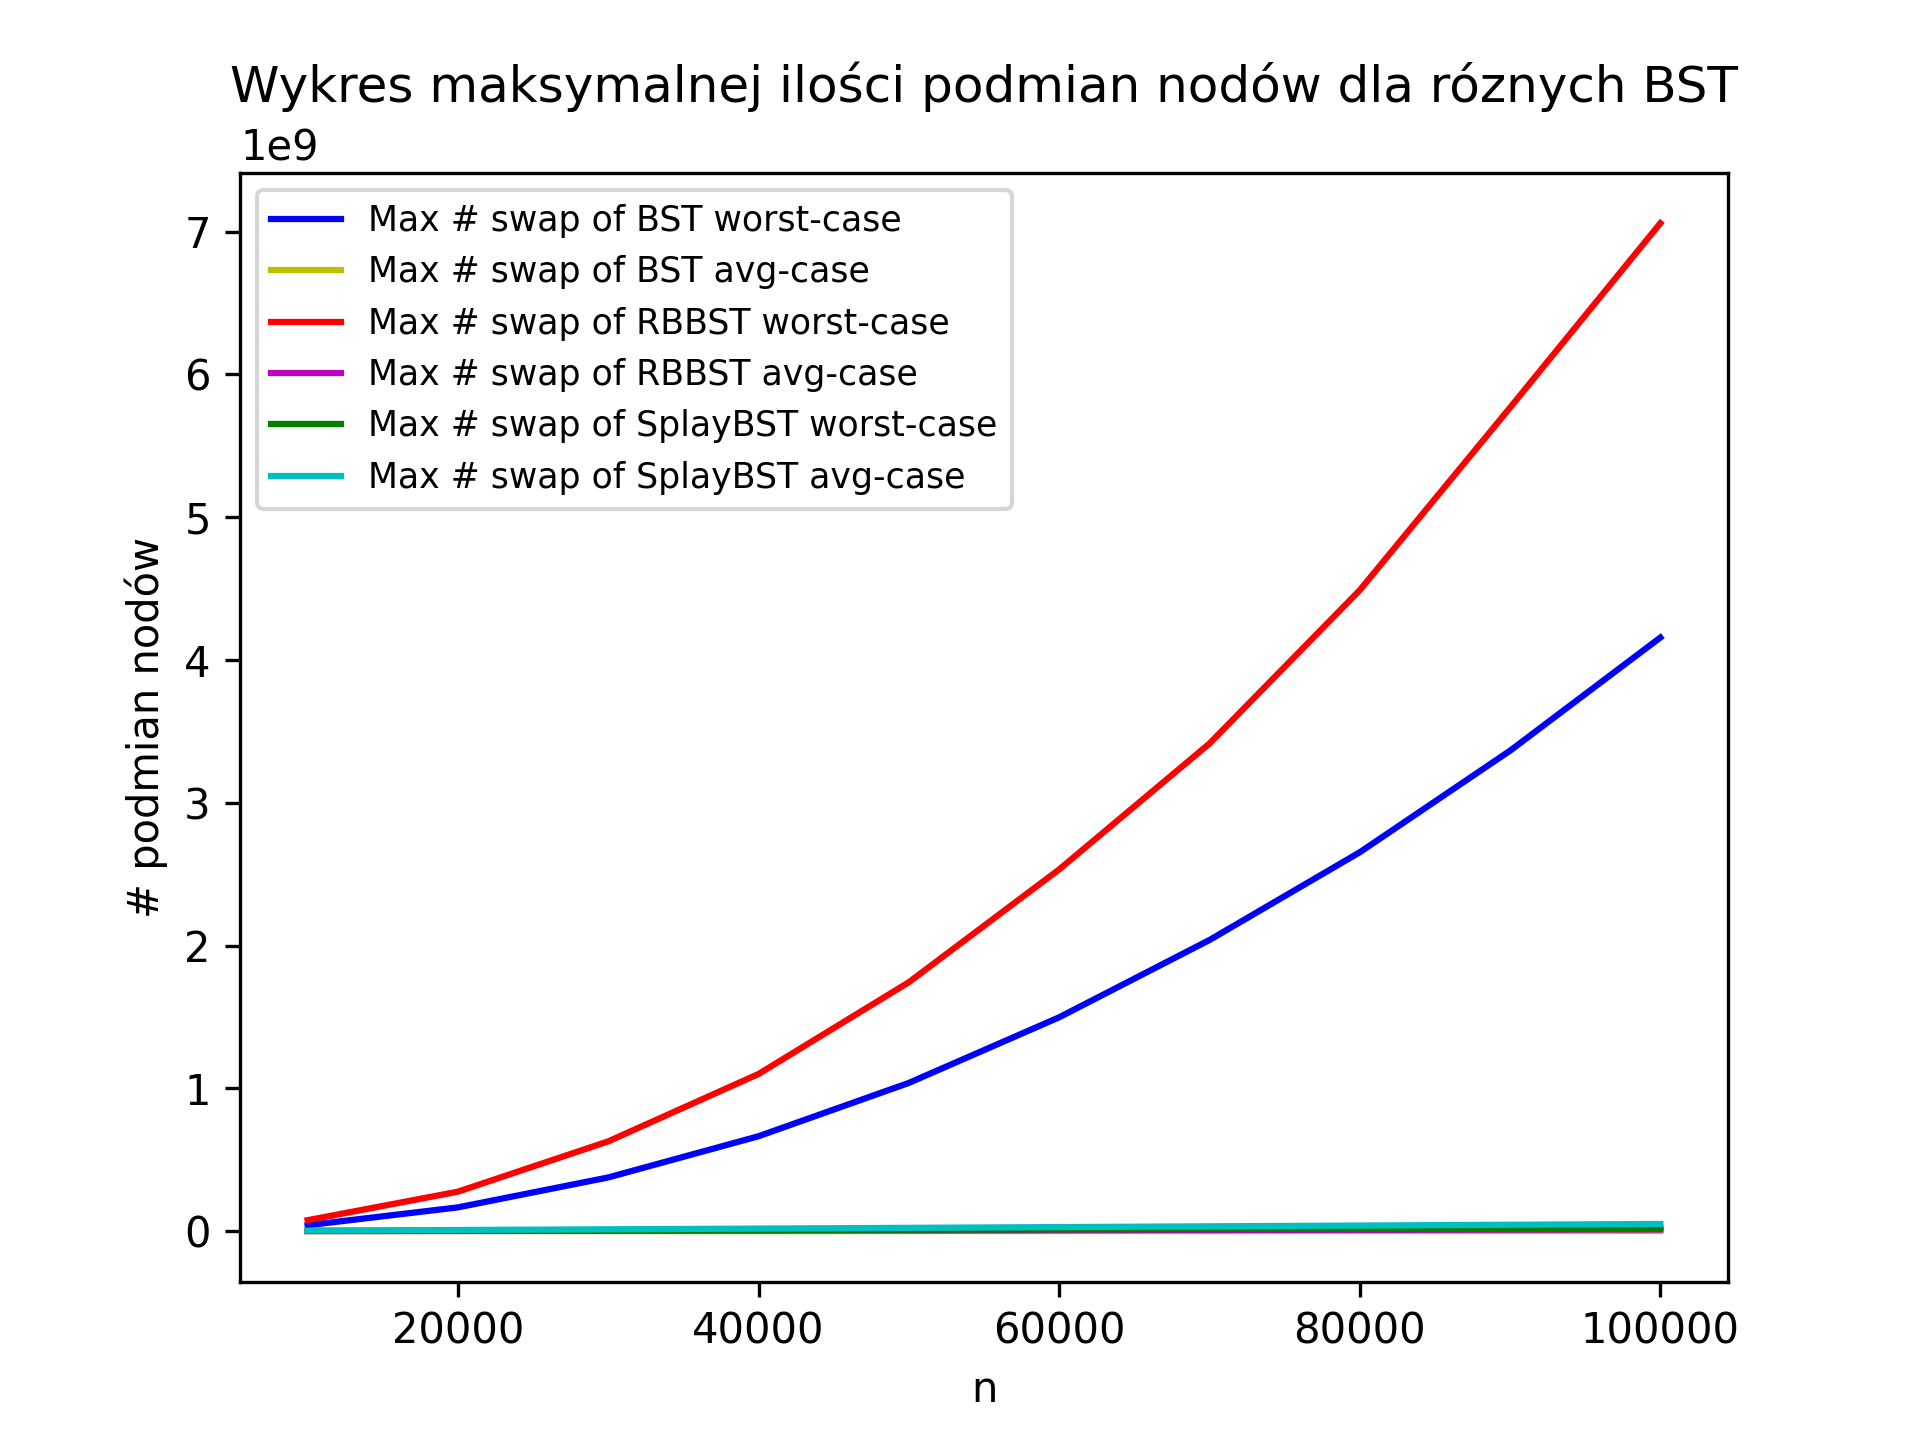 Wykres maksymalnej ilości podmian nodów dla róznych BST
1e9
Max # swap of BST worst-case
Max # swap of BST avg-case
Max # swap of RBBST worst-case
Max # swap of RBBST avg-case
Max # swap of SplayBST worst-case
Max # swap of SplayBST avg-case
7
6
5
4
3
2
1
0
# podmian nodów
20000 40000 60000 80000 100000
n